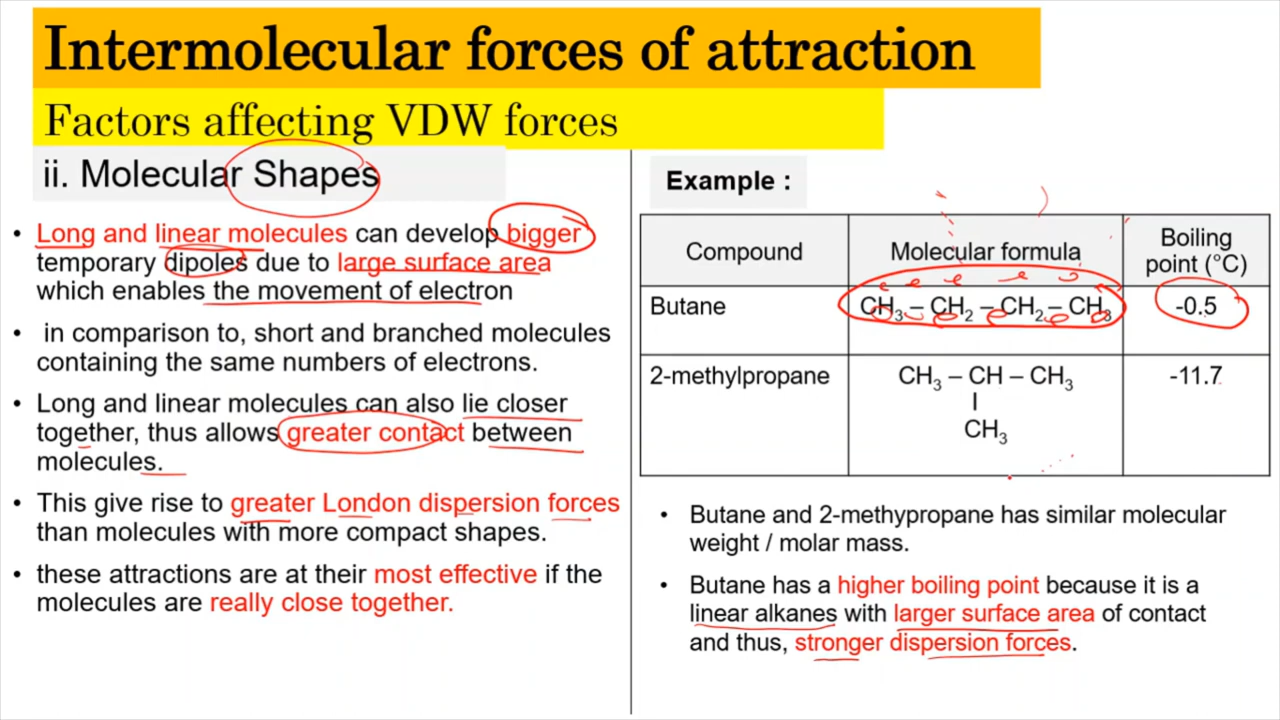 Intermolecular forces of attraction
Factors affecting VDW forces
ii. Molecular Shapes
• Long and linear molecules can develop bigger
temporary dipoles due to large surface area
which enables the movement of electron
• in comparison to, short and branched molecules
containing the same numbers of electrons.
• Long and linear molecules can also lie closer
together, thus allows greater contact between
molecules.
• This give rise to greater London dispersion forces
than molecules with more compact shapes.
• these attractions are at their most effective if the
molecules are really close together.
Example :
Compound Molecular formula Boiling
point (°C)
Butane CH₃ – CH₂ – CH₂ – CH₃ -0.5
e e e
2-methylpropane CH₃ – CH – CH₃ -11.7
|
CH₃
• Butane and 2-methypropane has similar molecular
weight / molar mass.
• Butane has a higher boiling point because it is a
linear alkanes with larger surface area of contact
and thus, stronger dispersion forces.